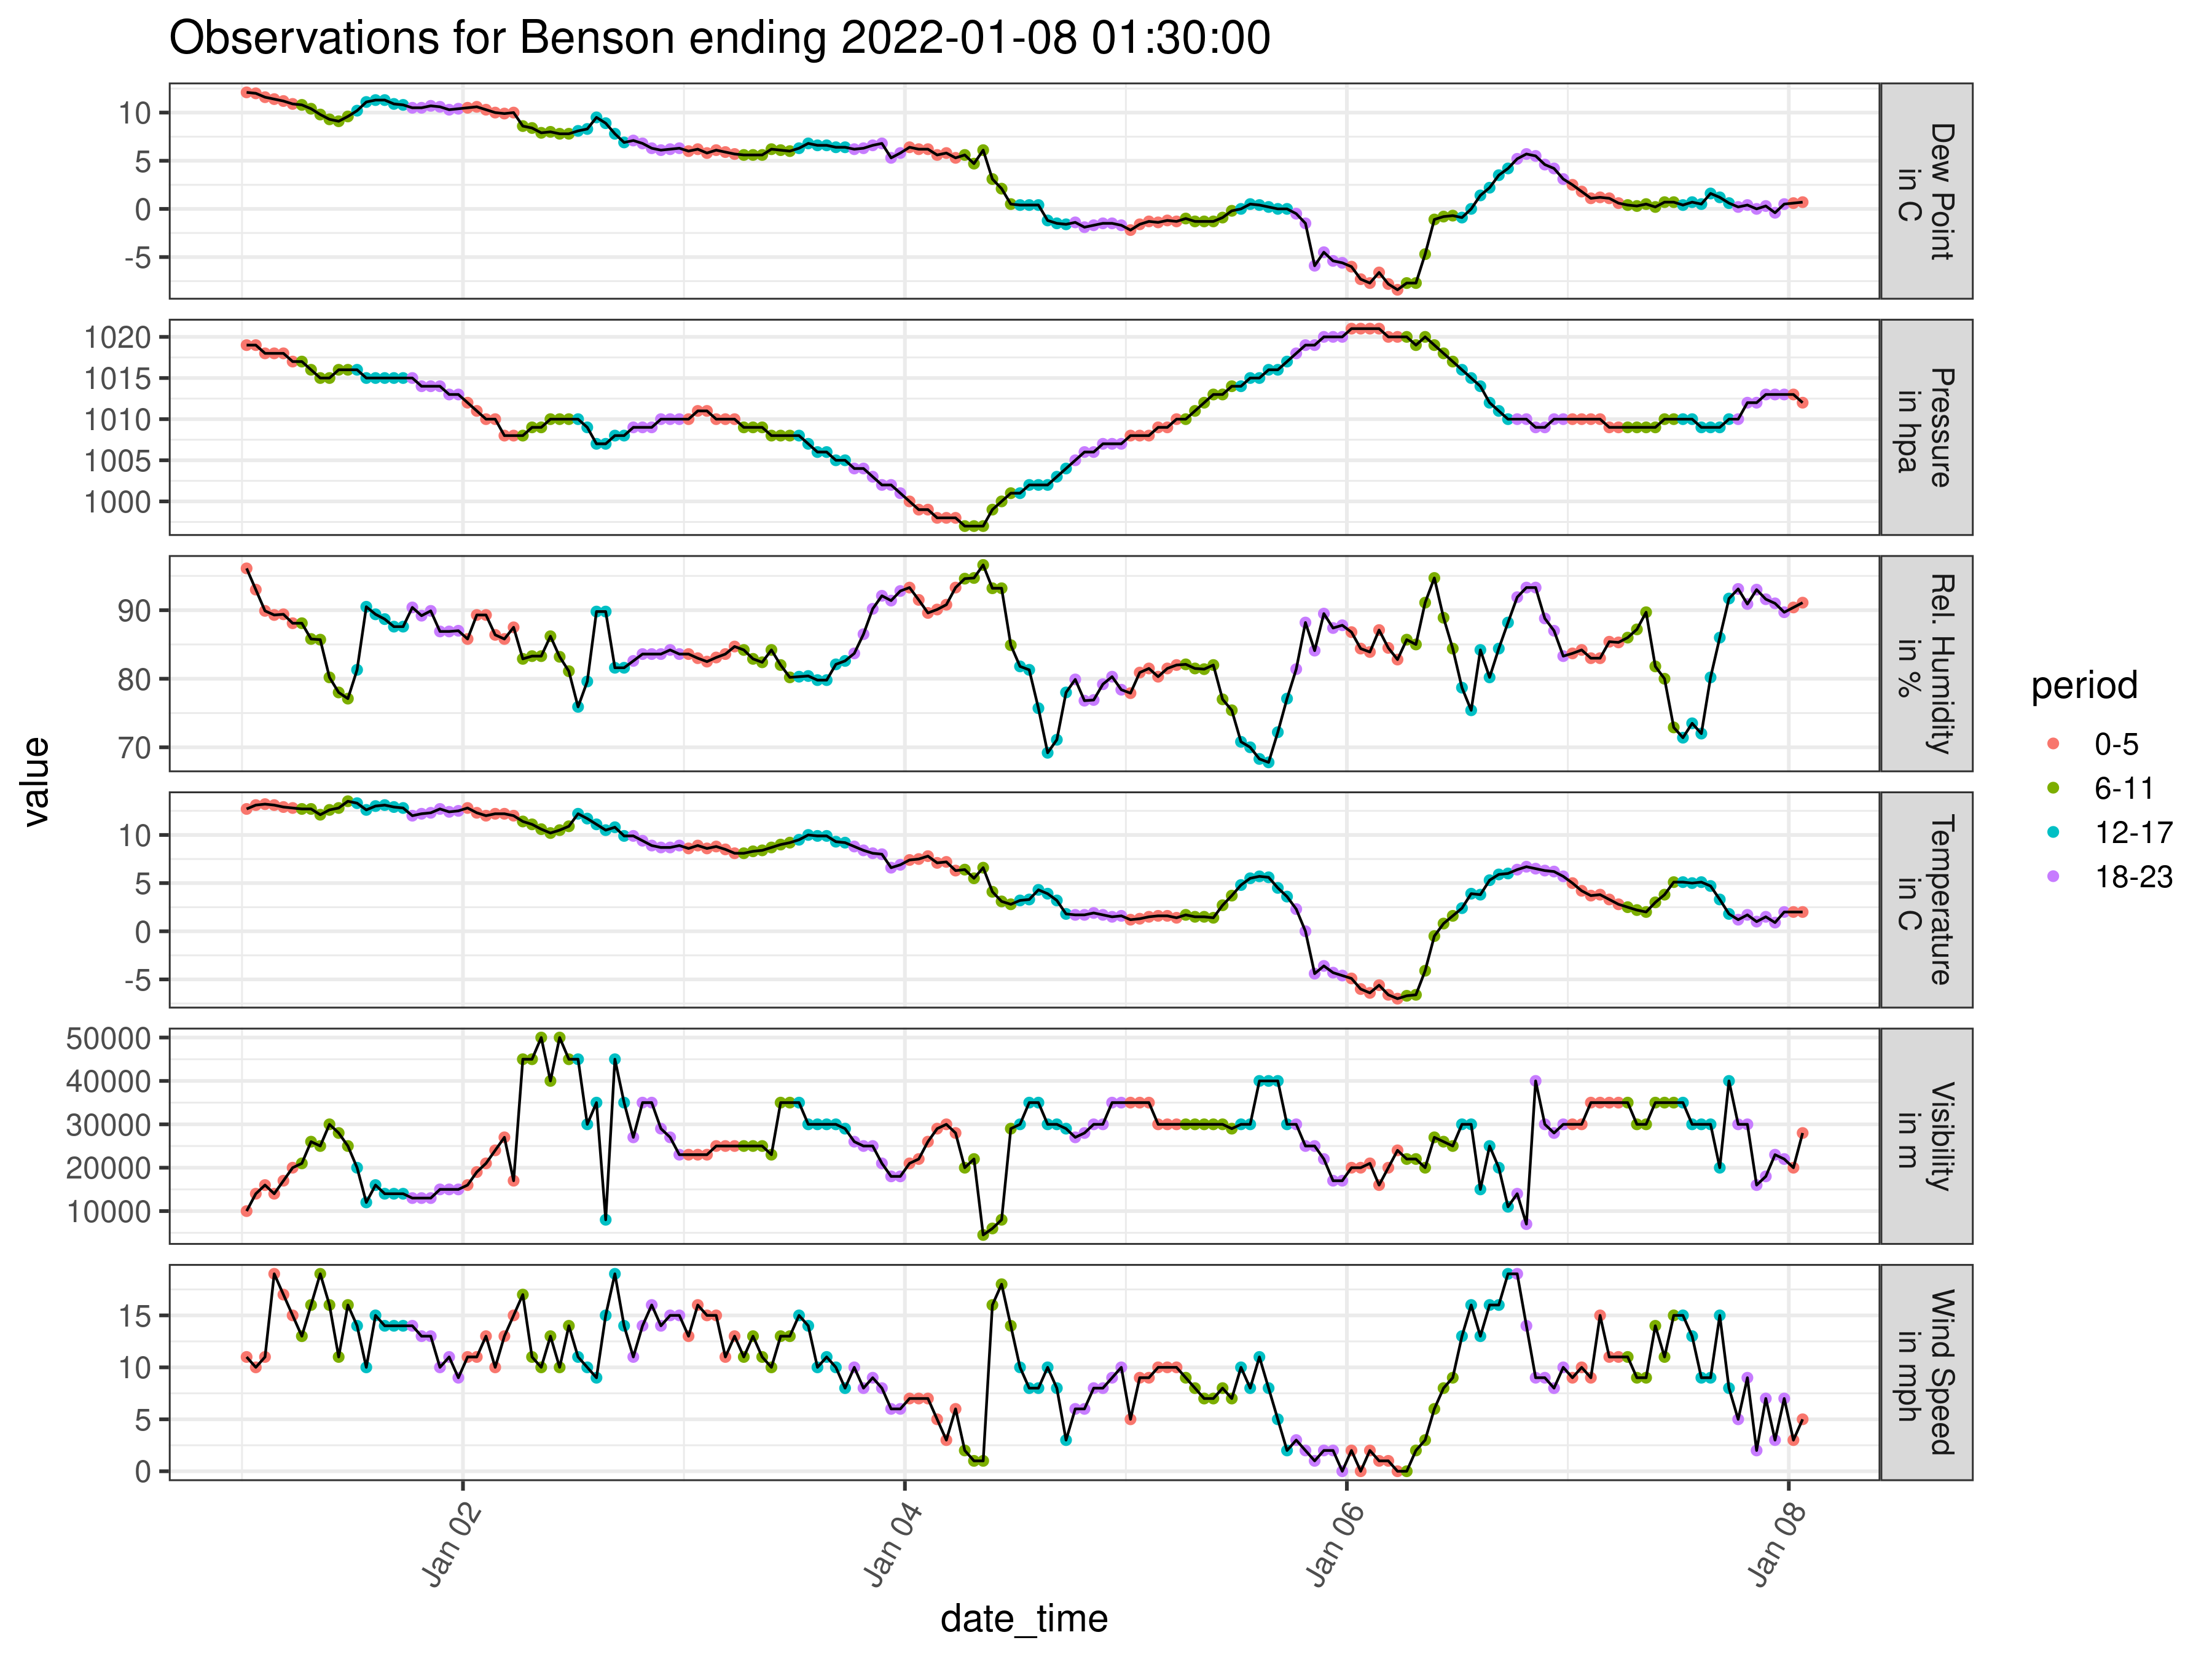 Observations for Benson ending 2022-01-08 01:30:00
value
10
5
0
-5
Dew Point
in C
1020
1015
1010
1005
1000
Pressure
in hpa
90
80
70
Rel. Humidity
in %
10
5
0
-5
Temperature
in C
50000
40000
30000
20000
10000
Visibility
in m
15
10
5
0
Wind Speed
in mph
Jan 02
Jan 04
Jan 06
Jan 08
date_time
period
0-5
6-11
12-17
18-23